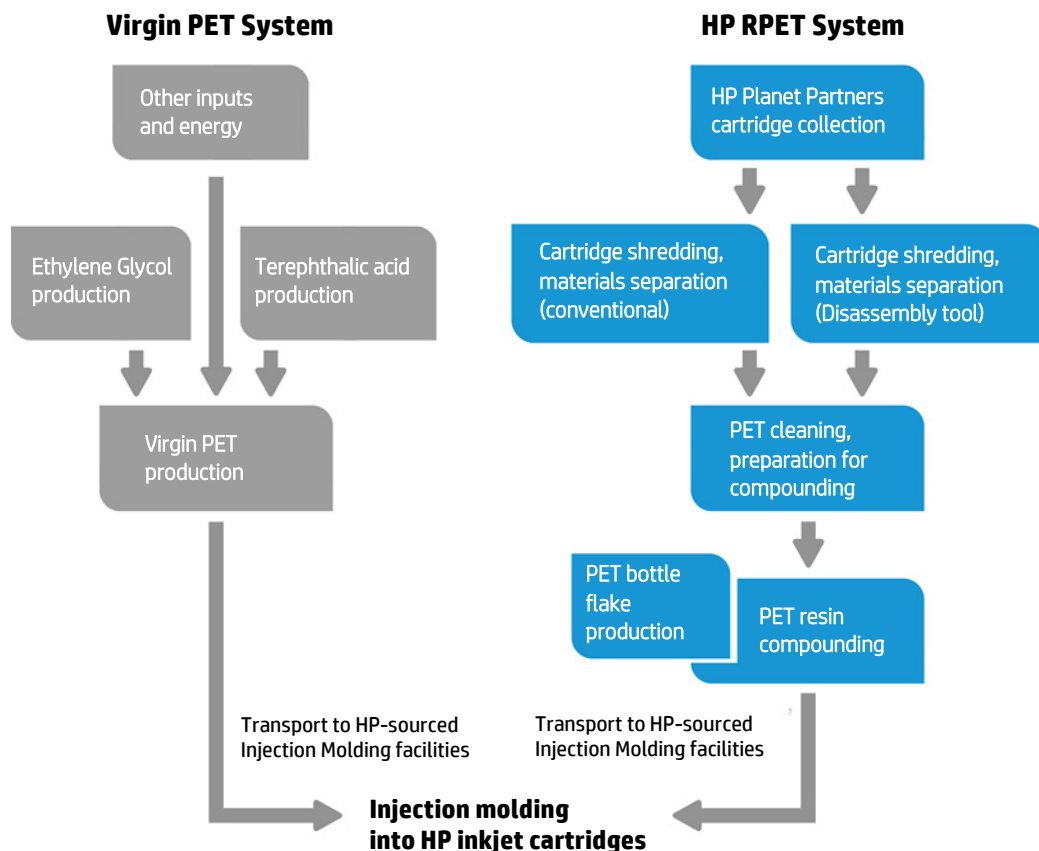 Virgin PET System
Other inputs
and energy
Ethylene Glycol
production
Terephthalic acid
production
Virgin PET
production
Transport to HP-sourced
Injection Molding facilities
HP RPET System
HP Planet Partners
cartridge collection
Cartridge shredding,
materials separation
(conventional)
Cartridge shredding,
materials separation
(Disassembly tool)
PET cleaning,
preparation for
compounding
PET bottle
flake
production
PET resin
compounding
Transport to HP-sourced
Injection Molding facilities
Injection molding
into HP inkjet cartridges